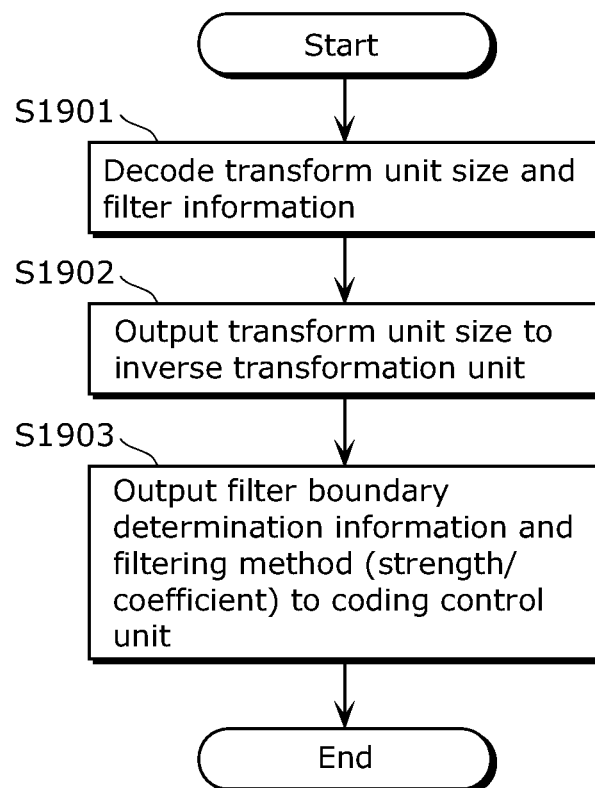 Start
S1901
Decode transform unit size and
filter information
S1902
Output transform unit size to
inverse transformation unit
S1903
Output filter boundary
determination information and
filtering method (strength/
coefficient) to coding control
unit
End